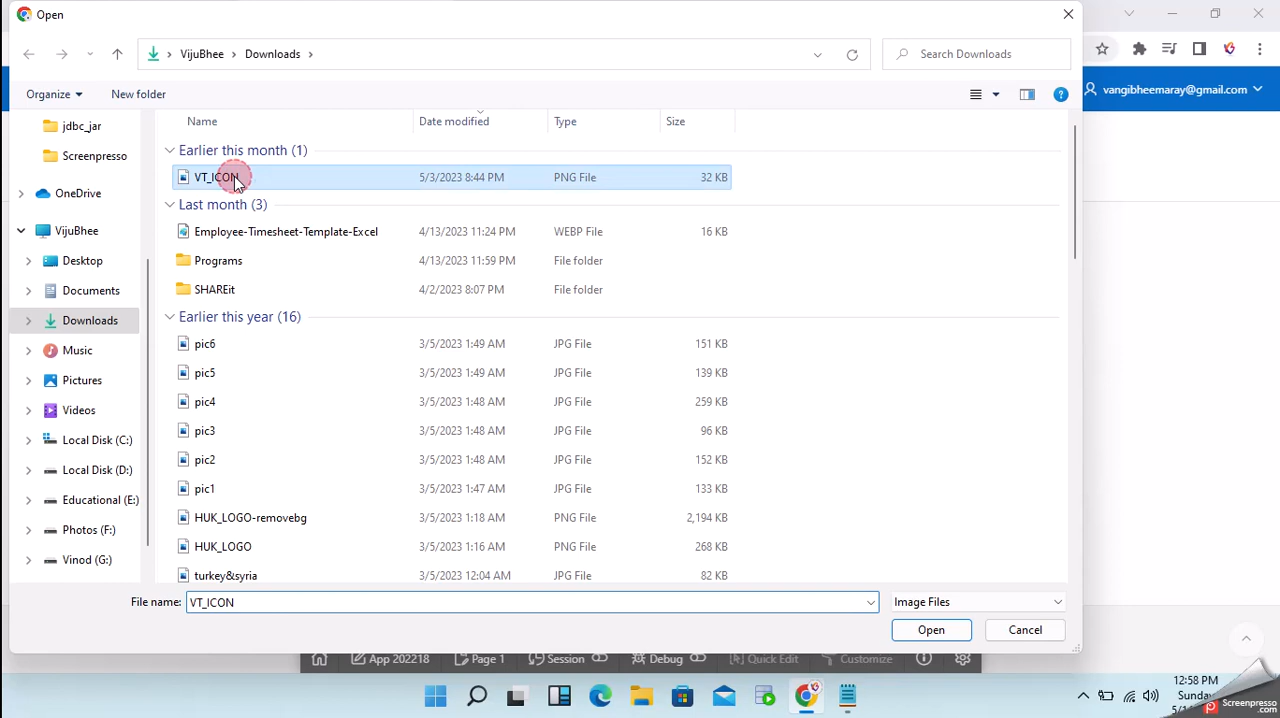 Open
VijuBhee > Downloads >
Search Downloads
Organize
New folder
vangibheemaray@gmail.com
jdbc_jar
Screenpresso
OneDrive
VijuBhee
Desktop
Documents
Downloads
Music
Pictures
Videos
Local Disk (C:)
Local Disk (D:)
Educational (E:)
Photos (F:)
Vinod (G:)
Name Date modified Type Size
Earlier this month (1)
VT_ICON 5/3/2023 8:44 PM PNG File 32 KB
Last month (3)
Employee-Timesheet-Template-Excel 4/13/2023 11:24 PM WEBP File 16 KB
Programs 4/13/2023 11:59 PM File folder
SHAREit 4/2/2023 8:07 PM File folder
Earlier this year (16)
pic6 3/5/2023 1:49 AM JPG File 151 KB
pic5 3/5/2023 1:49 AM JPG File 139 KB
pic4 3/5/2023 1:48 AM JPG File 259 KB
pic3 3/5/2023 1:48 AM JPG File 96 KB
pic2 3/5/2023 1:48 AM JPG File 152 KB
pic1 3/5/2023 1:47 AM JPG File 133 KB
HUK_LOGO-removebg 3/5/2023 1:18 AM PNG File 2,194 KB
HUK_LOGO 3/5/2023 1:16 AM PNG File 268 KB
turkey&syria 3/5/2023 12:04 AM JPG File 82 KB
File name: VT_ICON
Image Files
Open Cancel
App 202218 Page 1 Session Debug Quick Edit Customize
12:58 PM
Sunday
Screenpresso
.com